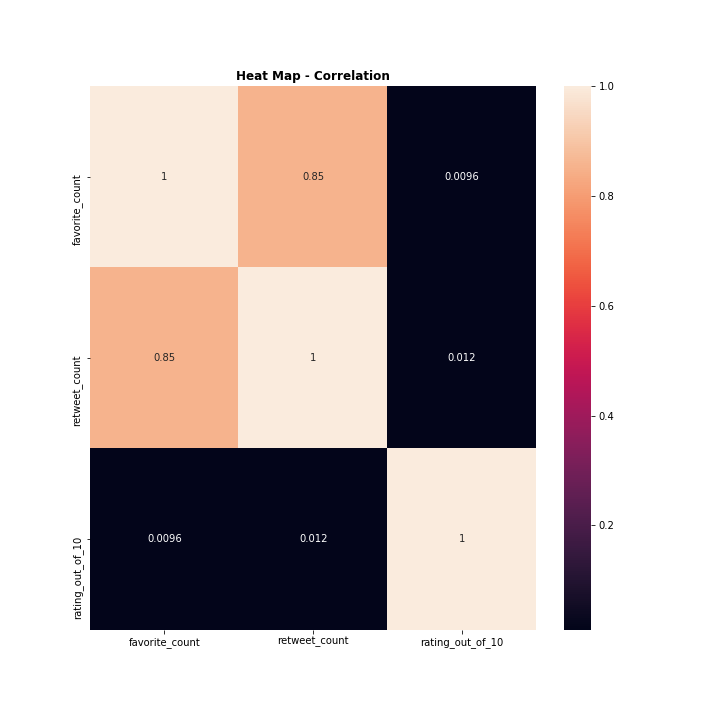 Heat Map - Correlation
favorite_count
1
0.85
0.0096
retweet_count
0.85
1
0.012
rating_out_of_10
0.0096
0.012
1
favorite_count
retweet_count
rating_out_of_10
1.0
0.8
0.6
0.4
0.2